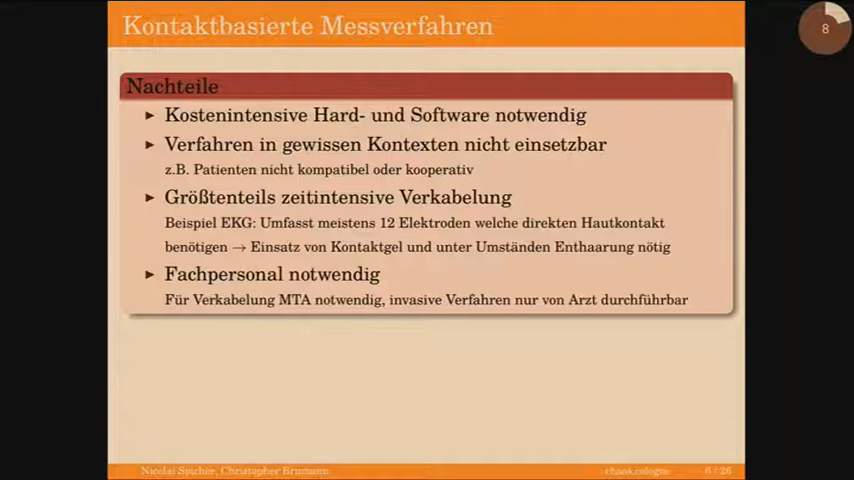 Kontaktbasierte Messverfahren
8
Nachteile
Kostenintensive Hard- und Software notwendig
Verfahren in gewissen Kontexten nicht einsetzbar
z.B. Patienten nicht kompatibel oder kooperativ
Größtenteils zeitintensive Verkabelung
Beispiel EKG: Umfasst meistens 12 Elektroden welche direkten Hautkontakt
benötigen → Einsatz von Kontaktgel und unter Umständen Enthaarung nötig
Fachpersonal notwendig
Für Verkabelung MTA notwendig, invasive Verfahren nur von Arzt durchführbar
Nicolai Spicher, Christopher Brumann chaos.cologne 8 / 26